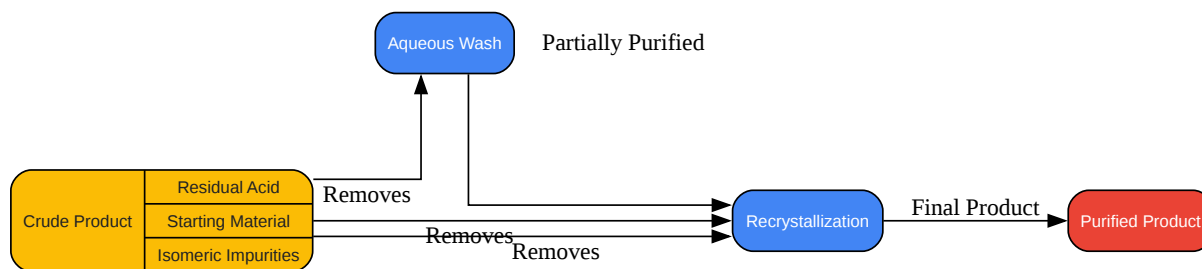 Aqueous Wash
Partially Purified
Crude Product
Residual Acid
Starting Material
Isomeric Impurities
Removes
Removes
Removes
Recrystallization
Final Product
Purified Product